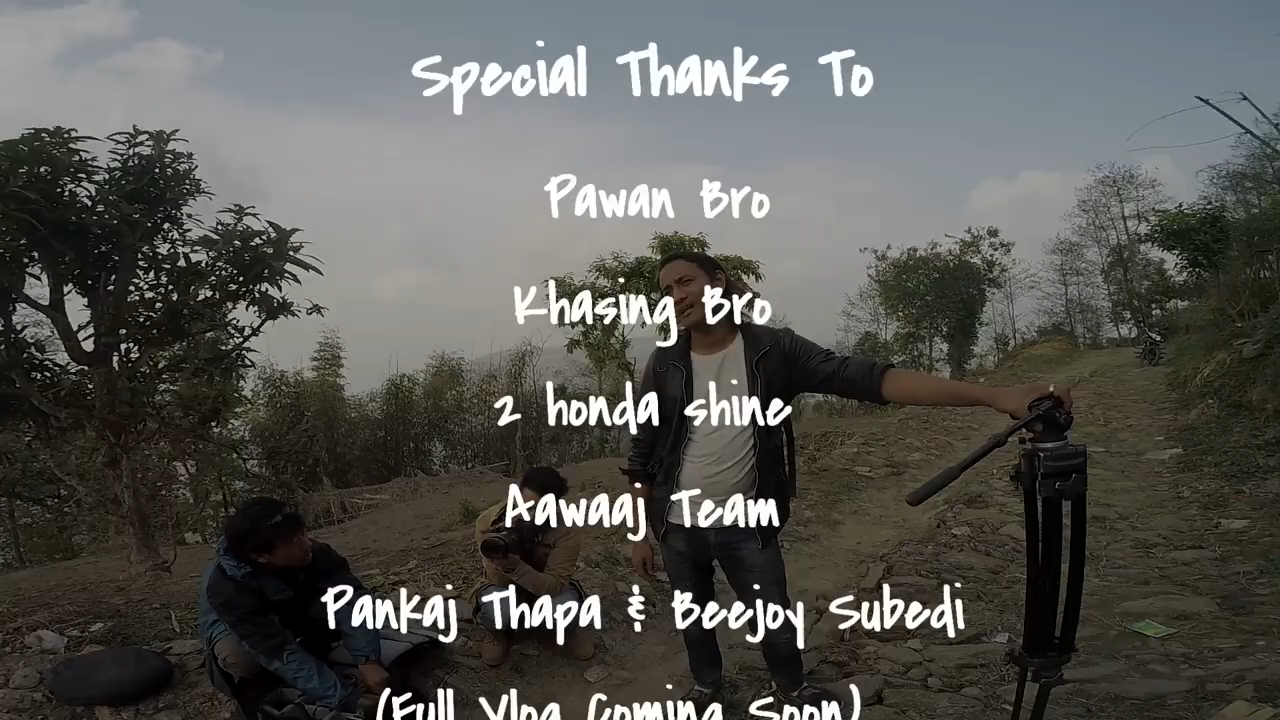 Special Thanks To
Pawan Bro
Khasing Bro
2 honda shine
Aawaaj Team
Pankaj Thapa & Beejoy Subedi
(Full Vlog Coming Soon)